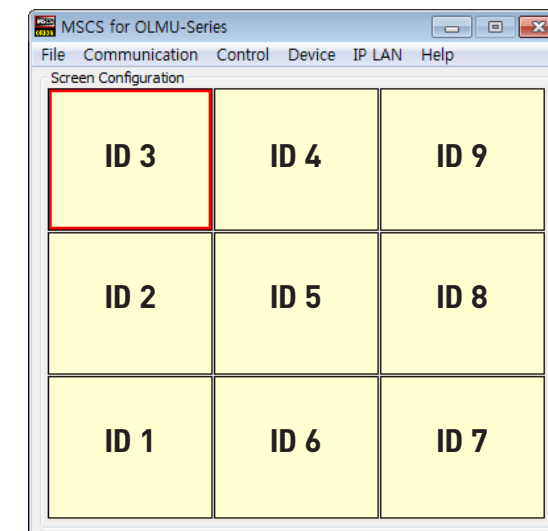 MSCS for OLMU-Series
File Communication Control Device IP LAN Help
Screen Configuration
ID 3 ID 4 ID 9
ID 2 ID 5 ID 8
ID 1 ID 6 ID 7